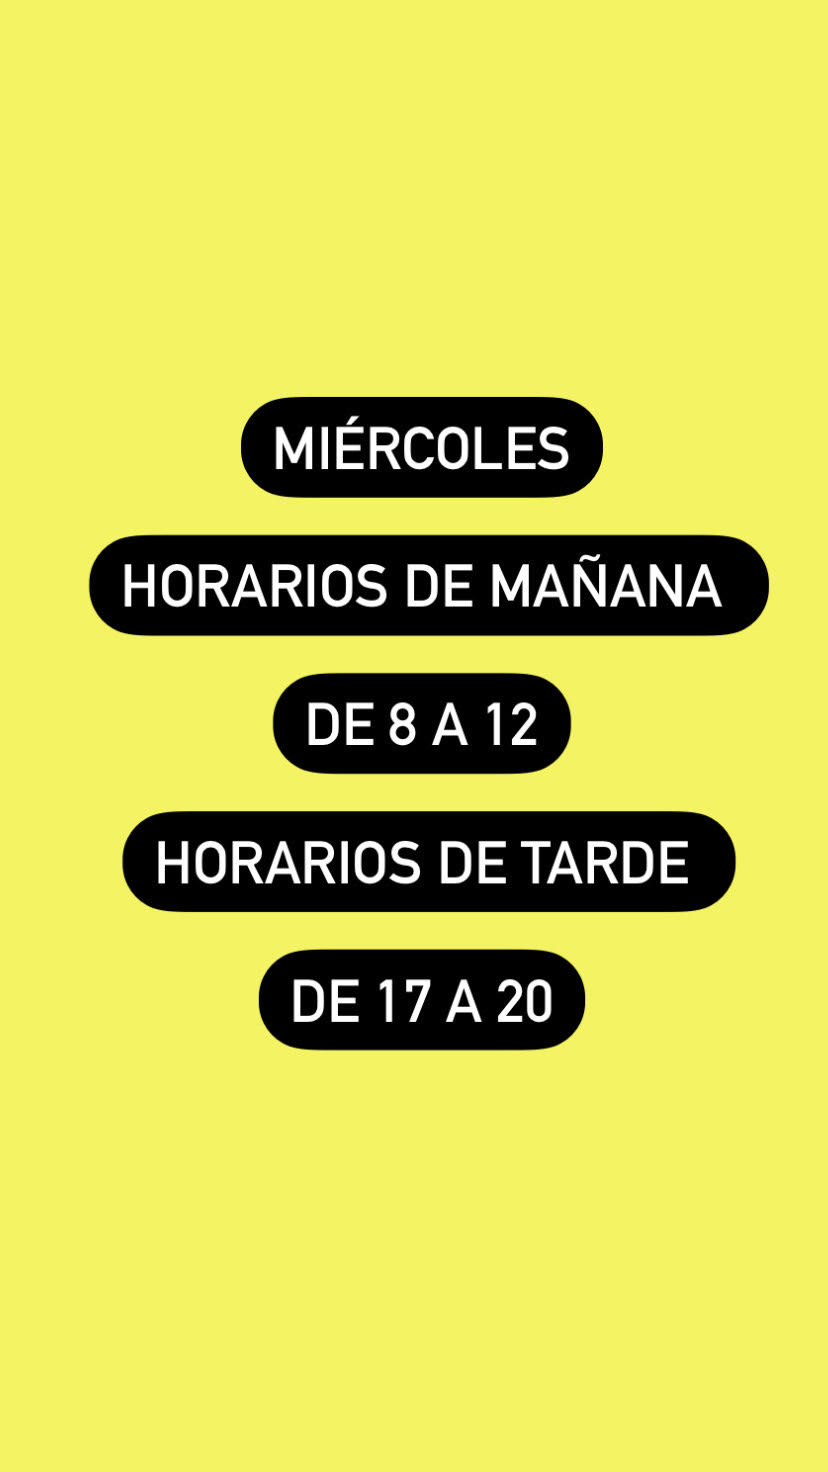 MIÉRCOLES
HORARIOS DE MAÑANA
DE 8 A 12
HORARIOS DE TARDE
DE 17 A 20